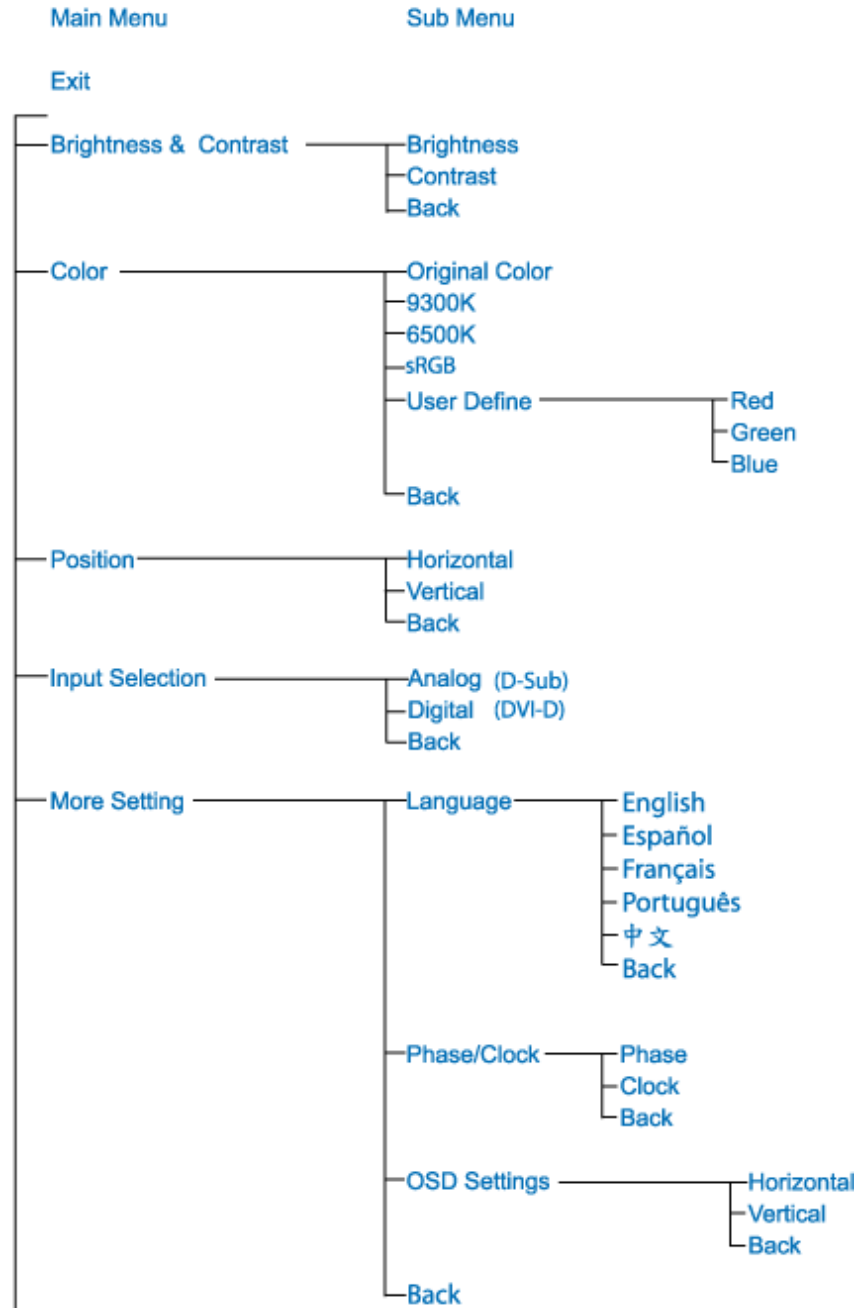 Main Menu Sub Menu
Exit
Brightness & Contrast Brightness
Contrast
Back
Color Original Color
9300K
6500K
sRGB
User Define Red
Green
Blue
Back
Position Horizontal
Vertical
Back
Input Selection Analog (D-Sub)
Digital (DVI-D)
Back
More Setting Language English
Español
Français
Português
中文
Back
Phase/Clock Phase
Clock
Back
OSD Settings Horizontal
Vertical
Back
Back